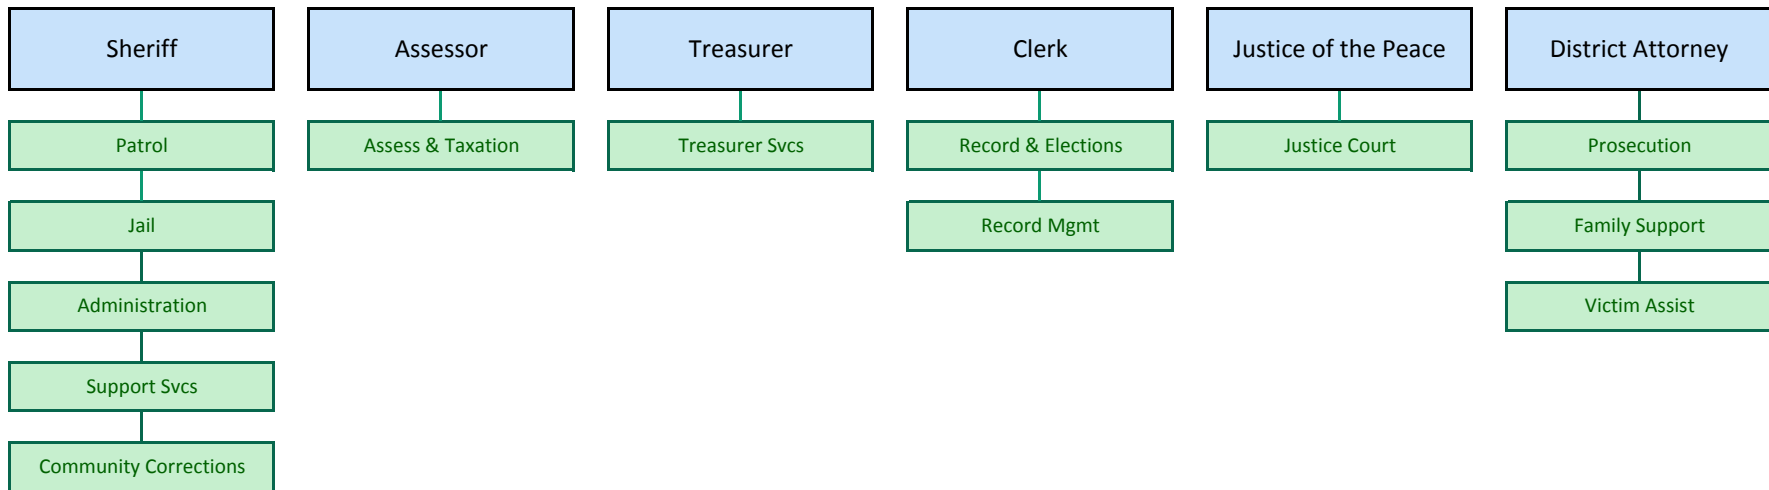 Sheriff
Assessor
Treasurer
Clerk
Justice of the Peace
District Attorney
Patrol
Assess & Taxation
Treasurer Svcs
Record & Elections
Justice Court
Prosecution
Jail
Record Mgmt
Family Support
Administration
Victim Assist
Support Svcs
Community Corrections